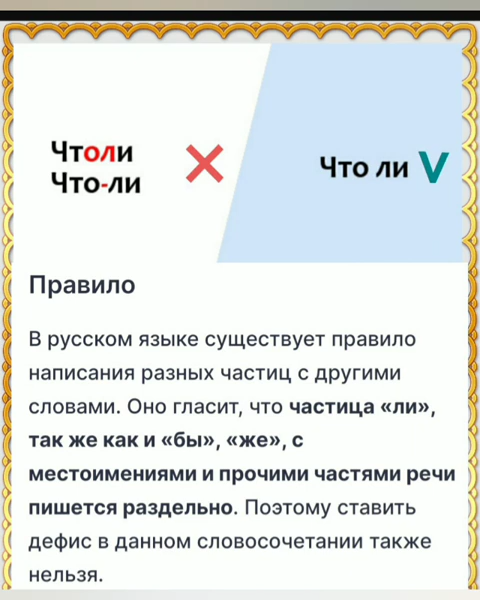 Чтоли
Что-ли
Что ли V
Правило
В русском языке существует правило
написания разных частиц с другими
словами. Оно гласит, что частица «ли»,
так же как и «бы», «же», с
местоимениями и прочими частями речи
пишется раздельно. Поэтому ставить
дефис в данном словосочетании также
нельзя.